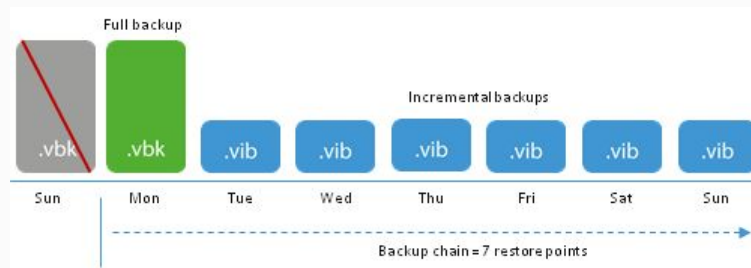 Full backup
Incremental backups
.vbk .vbk .vib .vib .vib .vib .vib .vib
Sun Mon Tue Wed Thu Fri Sat Sun
Backup chain = 7 restore points